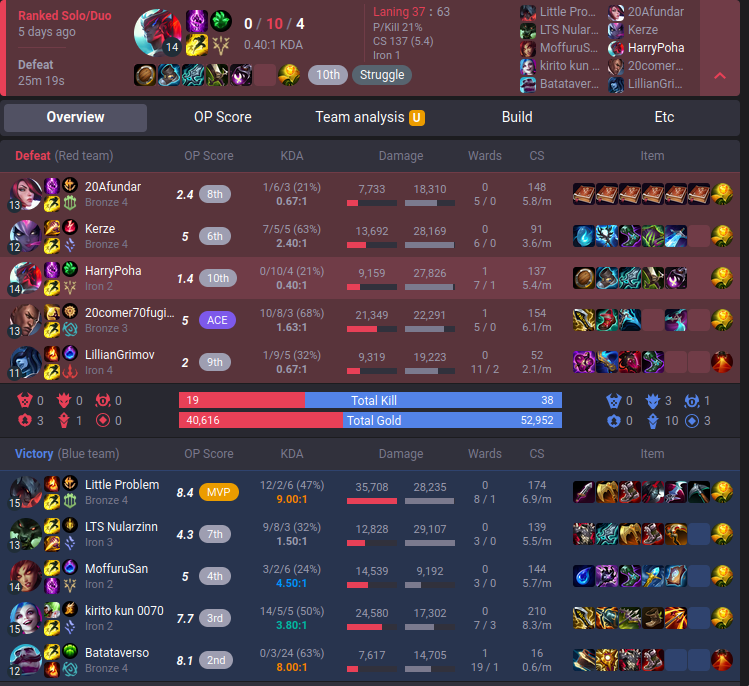 Ranked Solo/Duo
5 days ago
Defeat
25m 19s
14
0 / 10 / 4
0.40:1 KDA
Laning 37 : 63
P/Kill 21%
CS 137 (5.4)
Iron 1
10th Struggle
Little Pro... 20Afundar
LTS Nular... Kerze
MoffuruS... HarryPoha
kirito kun ... 20comer...
Batataver... LillianGri...
Overview OP Score Team analysis U Build Etc
Defeat (Red team) OP Score KDA Damage Wards CS Item
13 20Afundar Bronze 4 2.4 8th 1/6/3 (21%) 0.67:1 7,733 18,310 0 5 / 0 148 5.8/m
12 Kerze Bronze 4 5 6th 7/5/5 (63%) 2.40:1 13,692 28,169 0 6 / 0 91 3.6/m
14 HarryPoha Iron 2 1.4 10th 0/10/4 (21%) 0.40:1 9,159 27,826 1 7 / 1 137 5.4/m
13 20comer70fugi... Bronze 3 5 ACE 10/8/3 (68%) 1.63:1 21,349 22,291 0 5 / 0 154 6.1/m
11 LillianGrimov Iron 4 2 9th 1/9/5 (32%) 0.67:1 9,319 19,223 0 11 / 2 52 2.1/m
0 0 0 19 Total Kill 38 0 3 1
3 1 0 40,616 Total Gold 52,952 0 10 3
Victory (Blue team) OP Score KDA Damage Wards CS Item
15 Little Problem Bronze 4 8.4 MVP 12/2/6 (47%) 9.00:1 35,708 28,235 0 8 / 1 174 6.9/m
13 LTS Nularzinn Iron 3 4.3 7th 9/8/3 (32%) 1.50:1 12,828 29,107 0 3 / 0 139 5.5/m
14 MoffuruSan Iron 2 5 4th 3/2/6 (24%) 4.50:1 14,539 9,192 0 3 / 0 144 5.7/m
15 kirito kun 0070 Iron 2 7.7 3rd 14/5/5 (50%) 3.80:1 24,580 17,302 0 7 / 3 210 8.3/m
12 Batataverso Bronze 4 8.1 2nd 0/3/24 (63%) 8.00:1 7,617 14,705 1 19 / 1 16 0.6/m